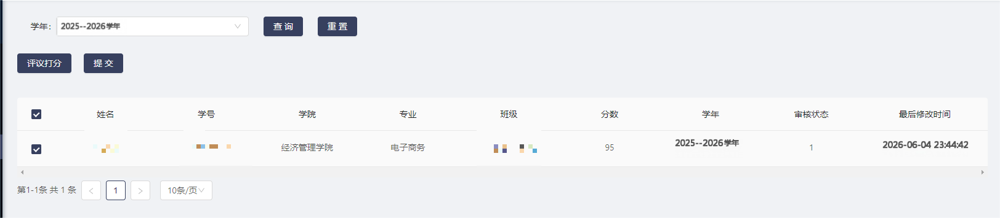 学年： 2025--2026学年 查 询 重 置
评议打分 提 交
姓名 学号 学院 专业 班级 分数 学年 审核状态 最后修改时间
经济管理学院 电子商务 95 2025--2026学年 1 2026-06-04 23:44:42
第1-1条 共 1 条 < 1 > 10条/页